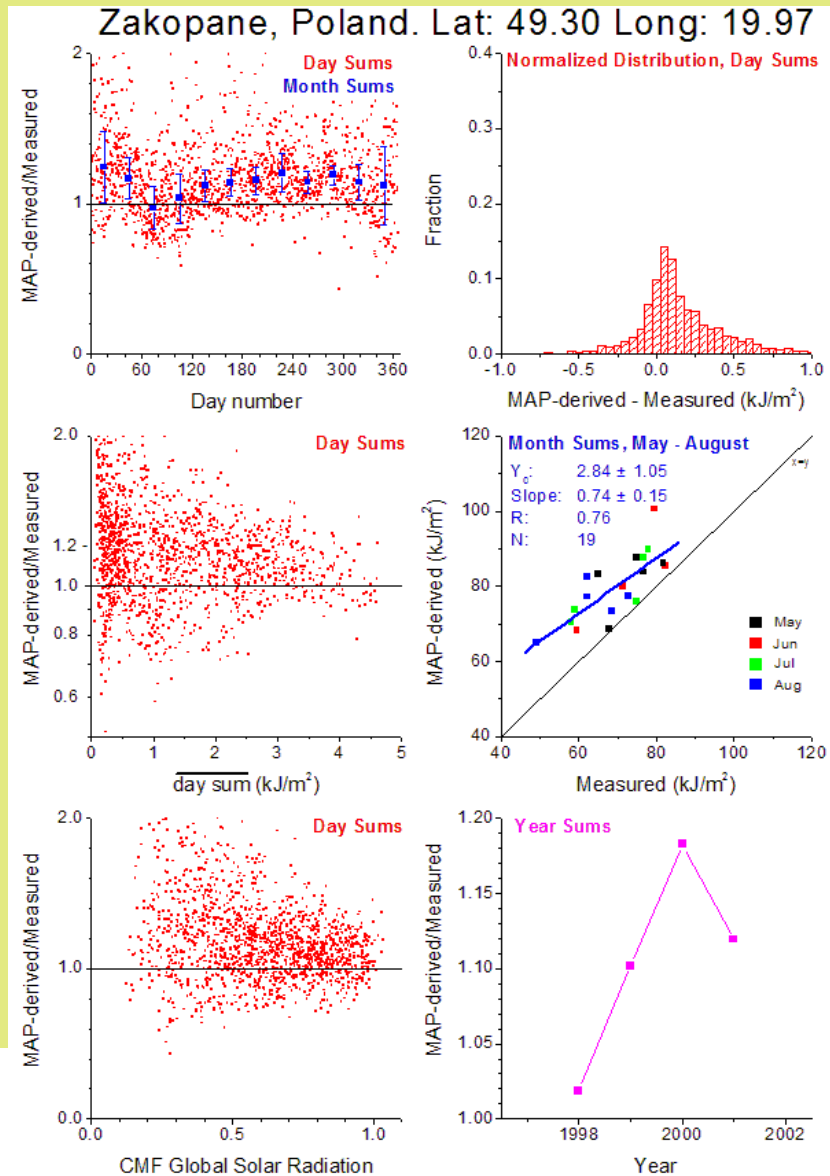 Zakopane, Poland. Lat: 49.30 Long: 19.97
MAP-derived/Measured
2
1
0
Day Sums
Month Sums
0 60 120 180 240 300 360
Day number
Fraction
0.4
0.3
0.2
0.1
0.0
Normalized Distribution, Day Sums
-1.0 -0.5 0.0 0.5 1.0
MAP-derived - Measured (kJ/m²)
MAP-derived/Measured
2.0
1.2
1.0
0.8
0.6
Day Sums
0 1 2 3 4 5
day sum (kJ/m²)
MAP-derived (kJ/m²)
120
100
80
60
40
Month Sums, May - August
Y₀: 2.84 ± 1.05
Slope: 0.74 ± 0.15
R: 0.76
N: 19
x=y
May
Jun
Jul
Aug
40 60 80 100 120
Measured (kJ/m²)
MAP-derived/Measured
2.0
1.0
0.0
Day Sums
0.0 0.5 1.0
CMF Global Solar Radiation
MAP-derived/Measured
1.20
1.15
1.10
1.05
1.00
Year Sums
1998 2000 2002
Year